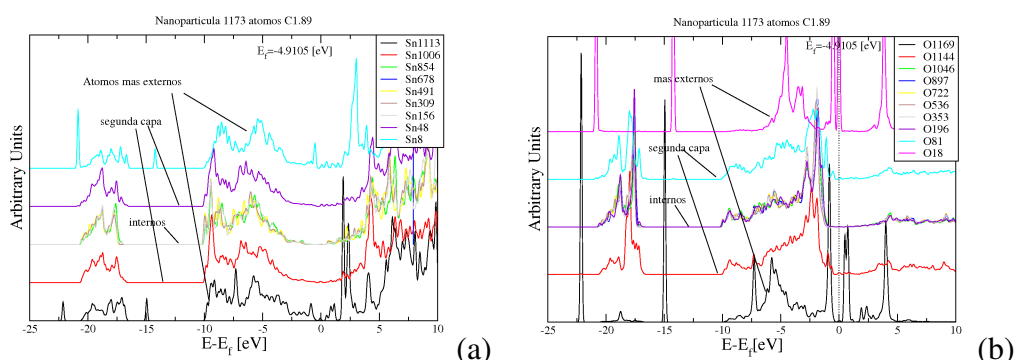 Nanoparticula 1173 atomos C1.89
E_f=-4.9105 [eV]
Sn1113
Sn1006
Sn854
Sn678
Sn491
Sn309
Sn156
Sn48
Sn8
Atomos mas externos
segunda capa
internos
Arbitrary Units
-25 -20 -15 -10 -5 0 5 10
E-E_f [eV]
(a)
Nanoparticula 1173 atomos C1.89
E_f=-4.9105 [eV]
O1169
O1144
O1046
O897
O722
O536
O353
O196
O81
O18
mas externos
segunda capa
internos
Arbitrary Units
-25 -20 -15 -10 -5 0 5 10
E-E_f[eV]
(b)